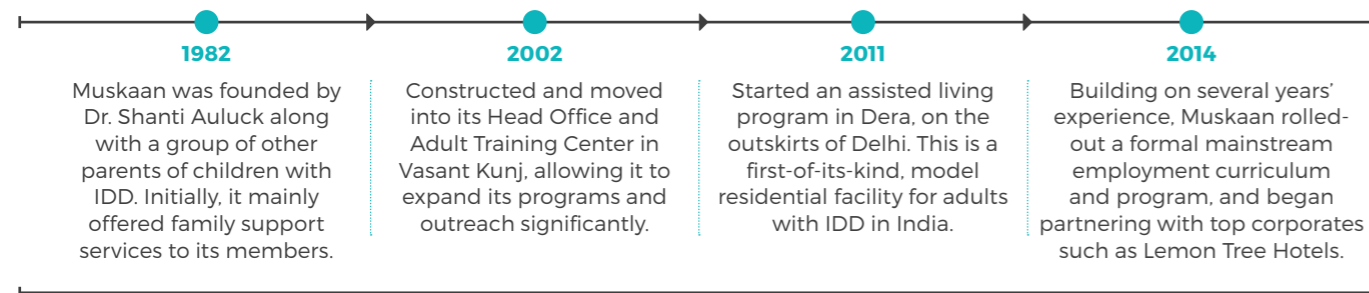 1982
Muskaan was founded by
Dr. Shanti Auluck along
with a group of other
parents of children with
IDD. Initially, it mainly
offered family support
services to its members.
2002
Constructed and moved
into its Head Office and
Adult Training Center in
Vasant Kunj, allowing it to
expand its programs and
outreach significantly.
2011
Started an assisted living
program in Dera, on the
outskirts of Delhi. This is a
first-of-its-kind, model
residential facility for adults
with IDD in India.
2014
Building on several years’
experience, Muskaan rolled-
out a formal mainstream
employment curriculum
and program, and began
partnering with top corporates
such as Lemon Tree Hotels.